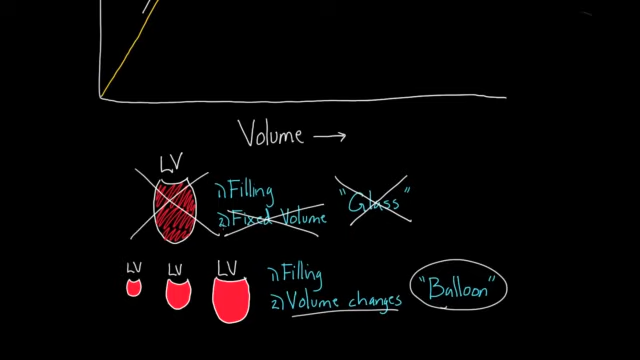 Volume →
LV
1) Filling
2) Fixed Volume
"Glass"
LV LV LV
1) Filling
2) Volume changes
"Balloon"